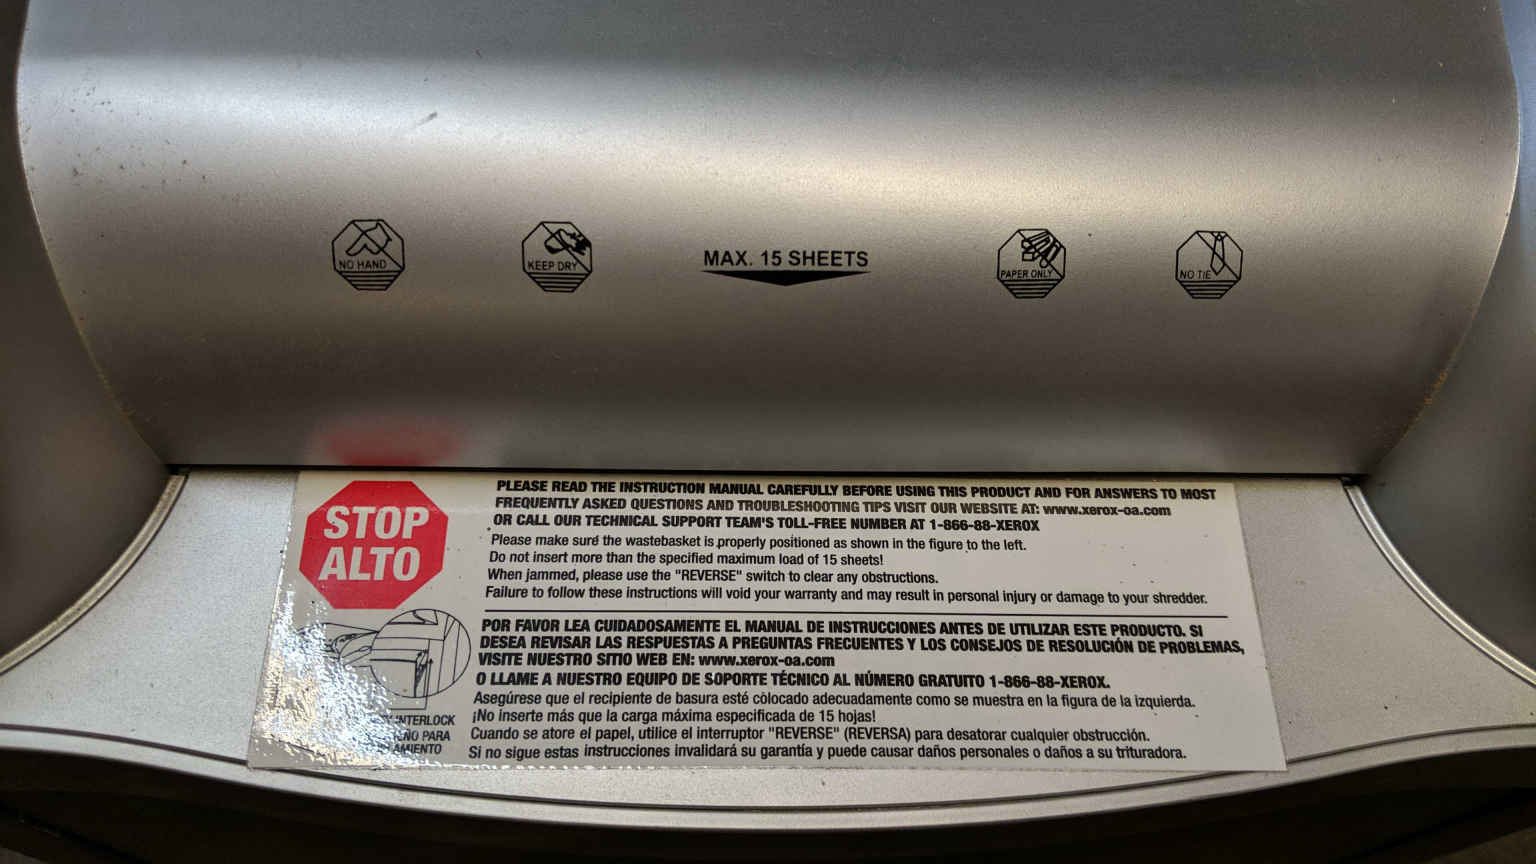 NO HAND
KEEP DRY
MAX. 15 SHEETS
PAPER ONLY
NO TIE
STOP
ALTO
PLEASE READ THE INSTRUCTION MANUAL CAREFULLY BEFORE USING THIS PRODUCT AND FOR ANSWERS TO MOST
FREQUENTLY ASKED QUESTIONS AND TROUBLESHOOTING TIPS VISIT OUR WEBSITE AT: www.xerox-oa.com
OR CALL OUR TECHNICAL SUPPORT TEAM'S TOLL-FREE NUMBER AT 1-866-88-XEROX
Please make sure the wastebasket is properly positioned as shown in the figure to the left.
Do not insert more than the specified maximum load of 15 sheets!
When jammed, please use the "REVERSE" switch to clear any obstructions.
Failure to follow these instructions will void your warranty and may result in personal injury or damage to your shredder.
POR FAVOR LEA CUIDADOSAMENTE EL MANUAL DE INSTRUCCIONES ANTES DE UTILIZAR ESTE PRODUCTO. SI
DESEA REVISAR LAS RESPUESTAS A PREGUNTAS FRECUENTES Y LOS CONSEJOS DE RESOLUCIÓN DE PROBLEMAS,
VISITE NUESTRO SITIO WEB EN: www.xerox-oa.com
O LLAME A NUESTRO EQUIPO DE SOPORTE TÉCNICO AL NÚMERO GRATUITO 1-866-88-XEROX.
Asegúrese que el recipiente de basura esté colocado adecuadamente como se muestra en la figura de la izquierda.
¡No inserte más que la carga máxima especificada de 15 hojas!
Cuando se atore el papel, utilice el interruptor "REVERSE" (REVERSA) para desatorar cualquier obstrucción.
Si no sigue estas instrucciones invalidará su garantía y puede causar daños personales o daños a su trituradora.
INTERLOCK
PARA